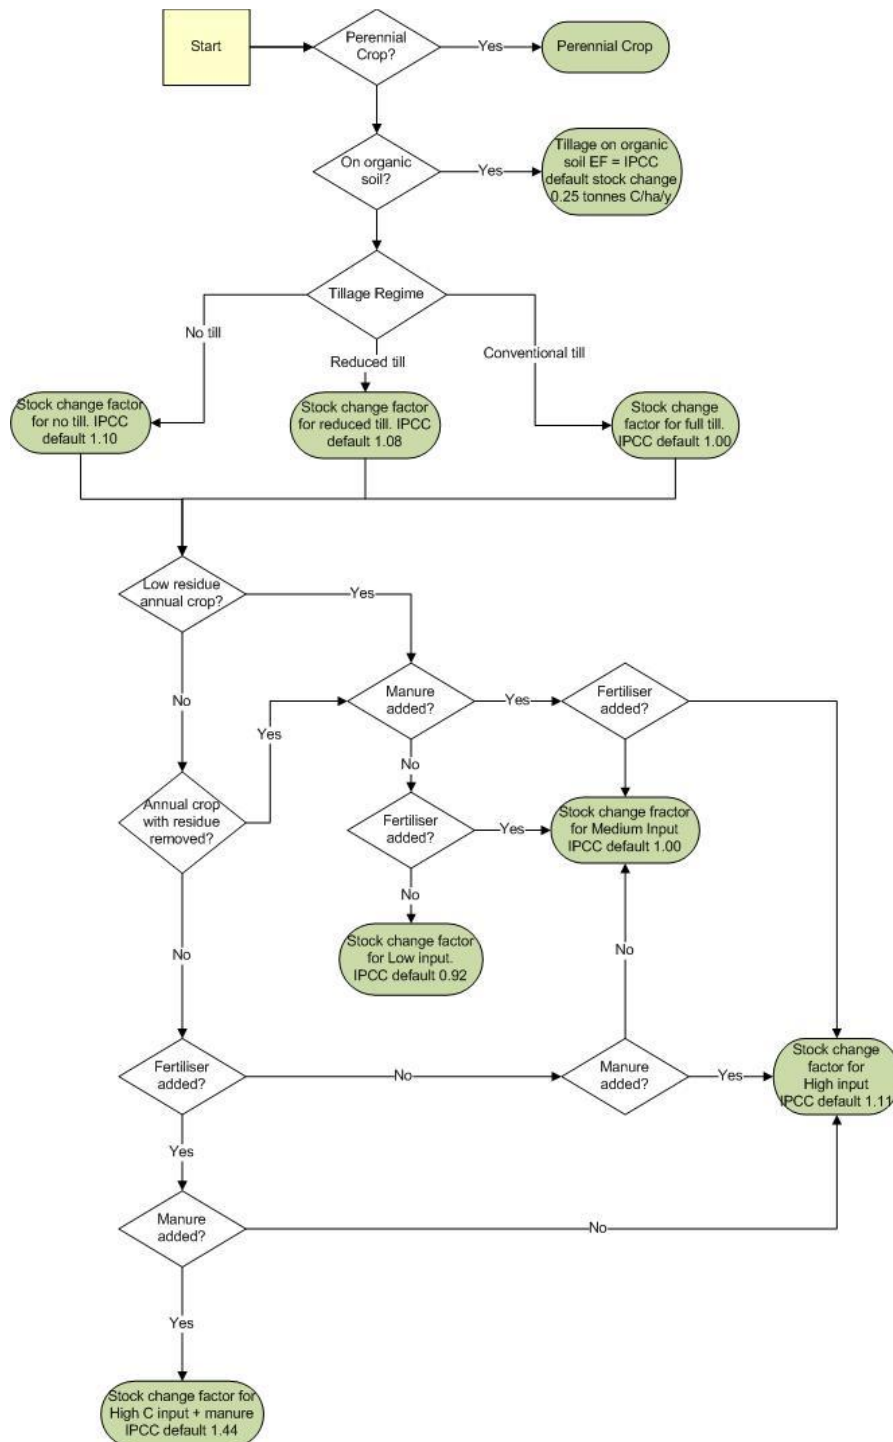 Start
Perennial
Crop?
Yes
Perennial Crop
On organic
soil?
Yes
Tillage on organic
soil EF = IPCC
default stock change
0.25 tonnes C/ha/y
Tillage Regime
No till
Reduced till
Conventional till
Stock change factor
for no till. IPCC
default 1.10
Stock change factor
for reduced till. IPCC
default 1.08
Stock change
factor for full till.
IPCC default 1.00
Low residue
annual crop?
Yes
No
Manure
added?
Yes
Fertiliser
added?
Yes
No
Annual crop
with residue
removed?
Fertiliser
added?
Yes
Stock change fractor
for Medium Input
IPCC default 1.00
No
Stock change factor
for Low input.
IPCC default 0.92
No
No
Fertiliser
added?
No
Manure
added?
Yes
Stock change
factor for
High input
IPCC default 1.11
Yes
Manure
added?
No
Yes
Stock change factor for
High C input + manure
IPCC default 1.44